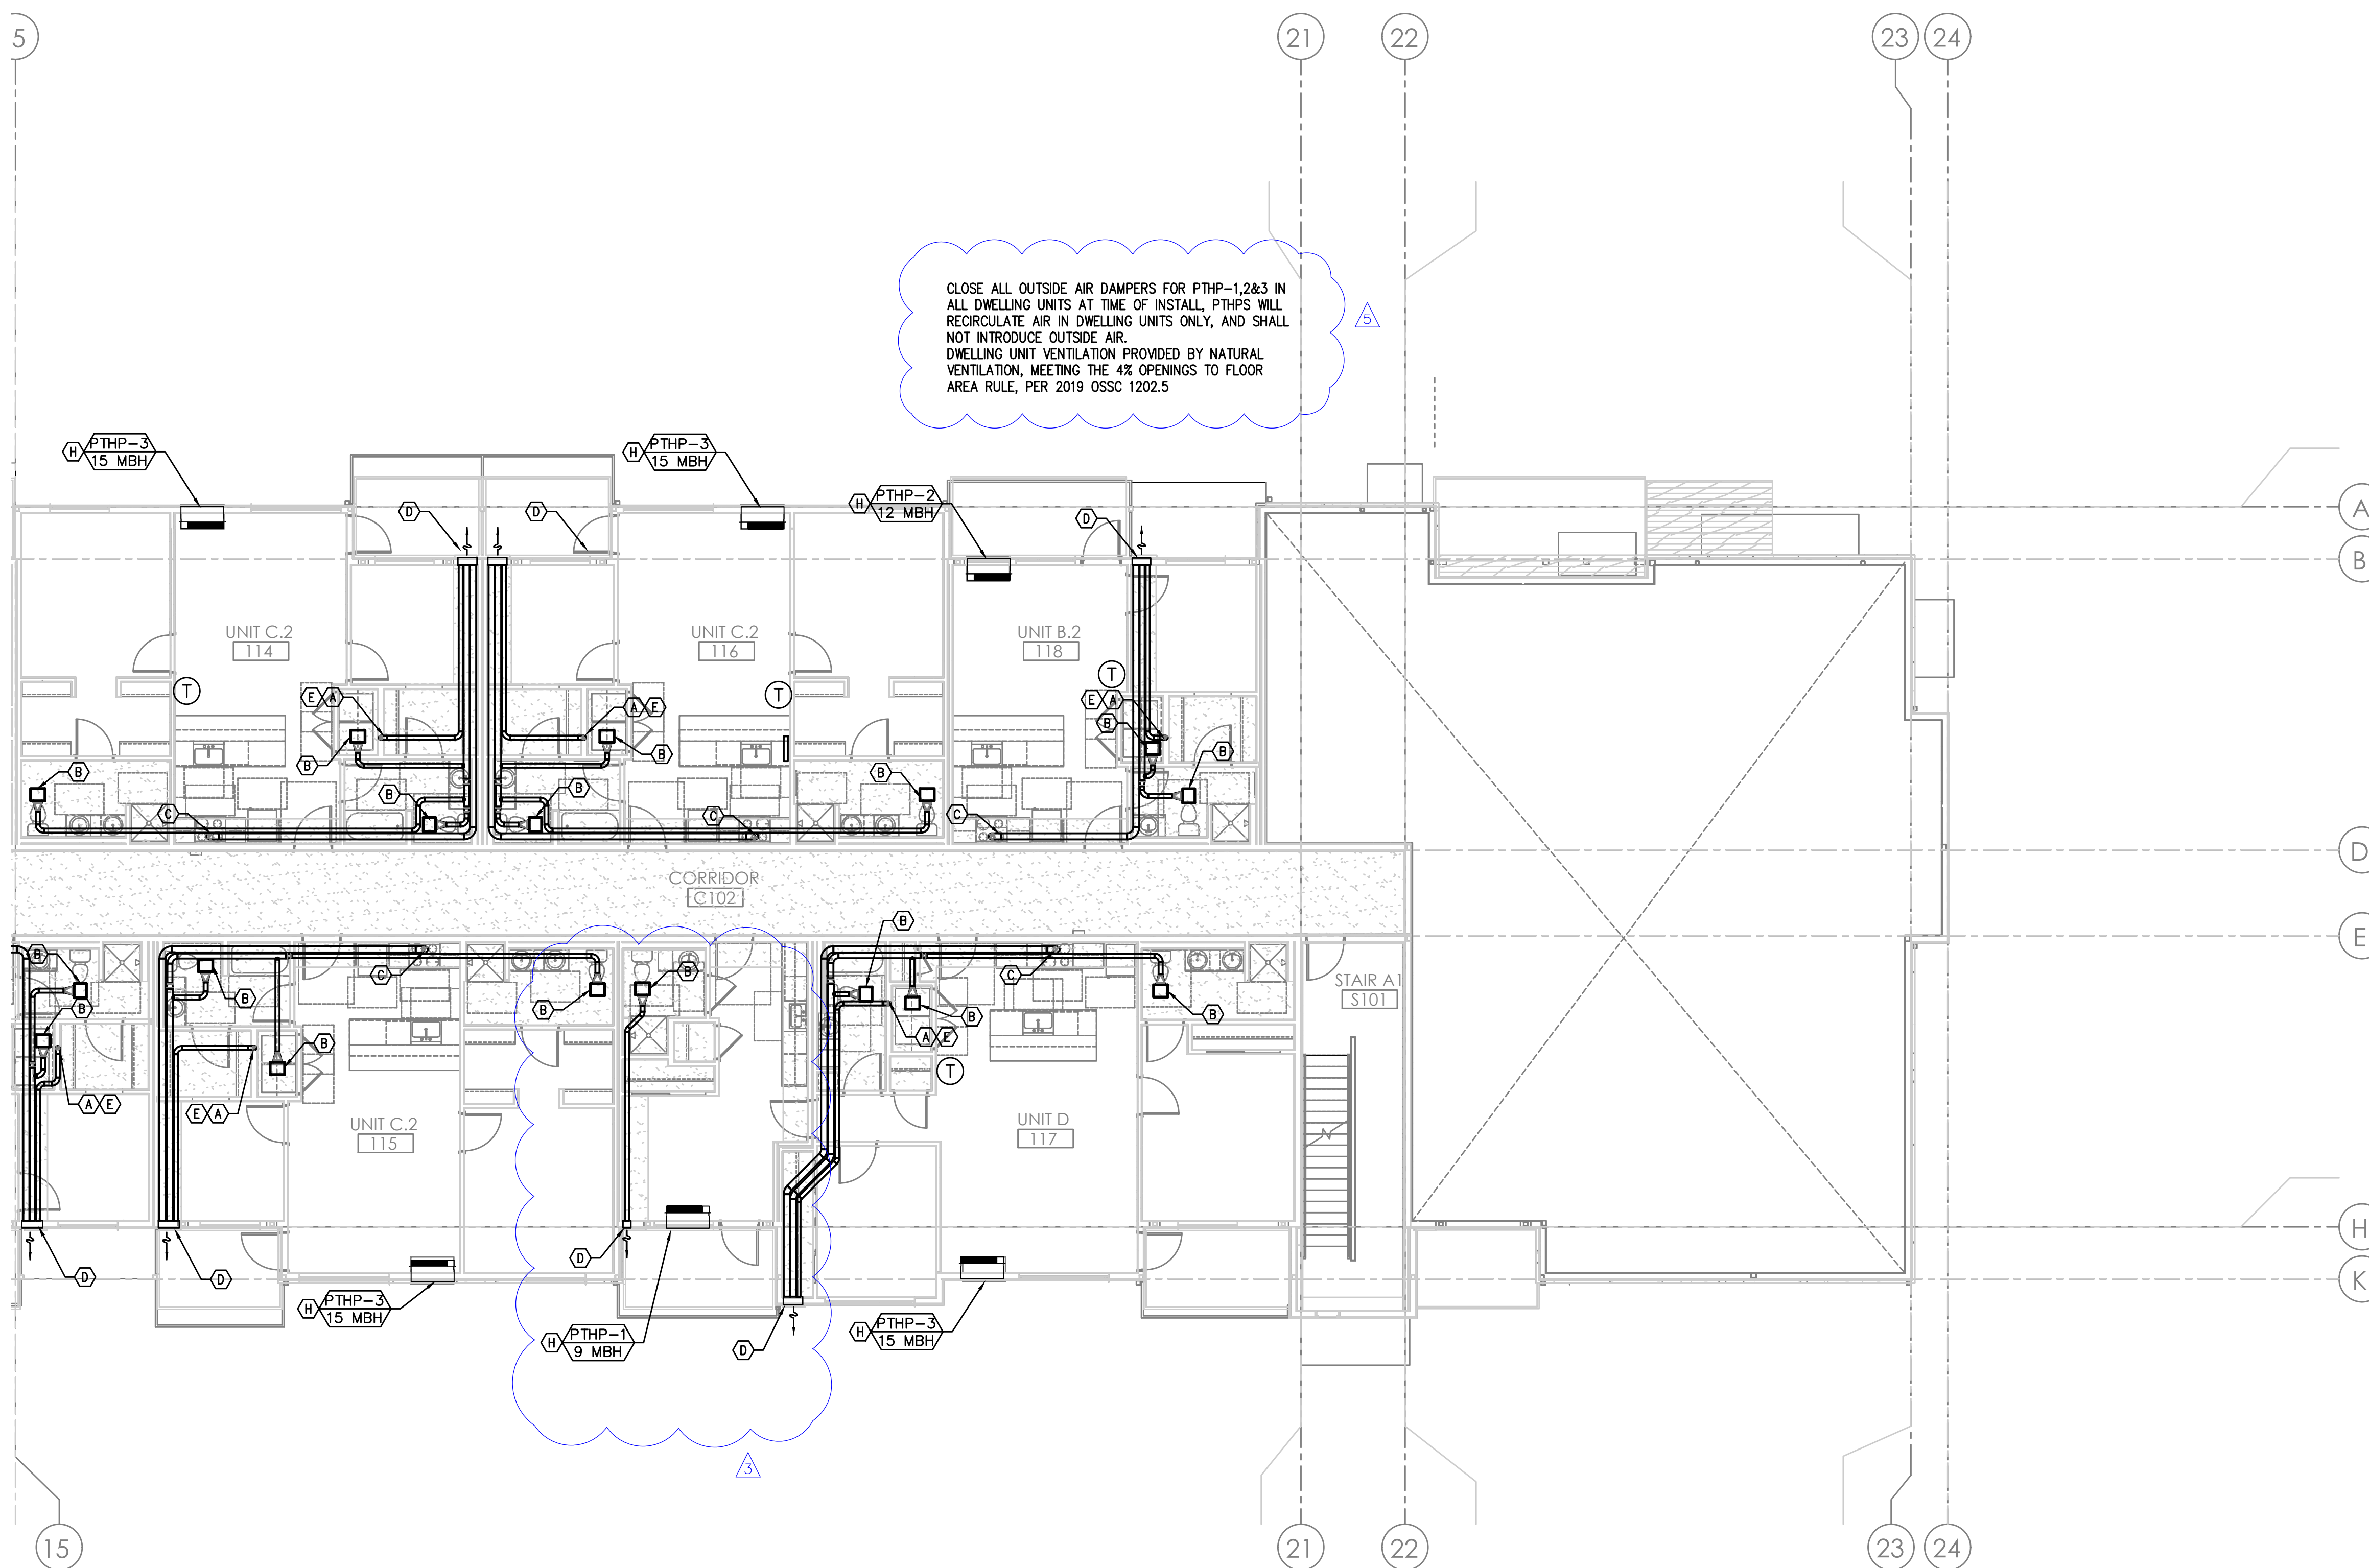 5
21
22
23
24
CLOSE ALL OUTSIDE AIR DAMPERS FOR PTHP-1,2&3 IN
ALL DWELLING UNITS AT TIME OF INSTALL, PTHPS WILL
RECIRCULATE AIR IN DWELLING UNITS ONLY, AND SHALL
NOT INTRODUCE OUTSIDE AIR.
DWELLING UNIT VENTILATION PROVIDED BY NATURAL
VENTILATION, MEETING THE 4% OPENINGS TO FLOOR
AREA RULE, PER 2019 OSSC 1202.5
5
H
PTHP-3
15 MBH
H
PTHP-3
15 MBH
H
PTHP-2
12 MBH
D
D
D
A
B
UNIT C.2
114
UNIT C.2
116
UNIT B.2
118
T
T
T
E
A
A
E
E
A
B
B
B
B
B
B
B
B
B
C
C
C
D
CORRIDOR
C102
E
B
B
B
C
B
B
B
B
C
B
B
B
STAIR A1
S101
A
E
E
A
A
E
T
UNIT C.2
115
UNIT D
117
H
D
D
D
K
H
PTHP-3
15 MBH
H
PTHP-1
9 MBH
D
H
PTHP-3
15 MBH
3
15
21
22
23
24